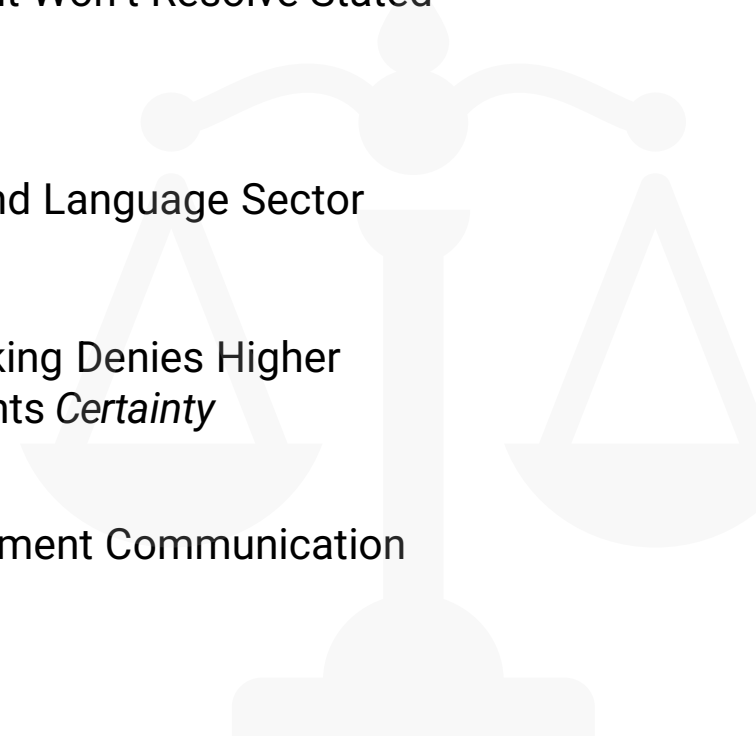 t Won't Resolve Stated
nd Language Sector
king Denies Higher
nts Certainty
ment Communication